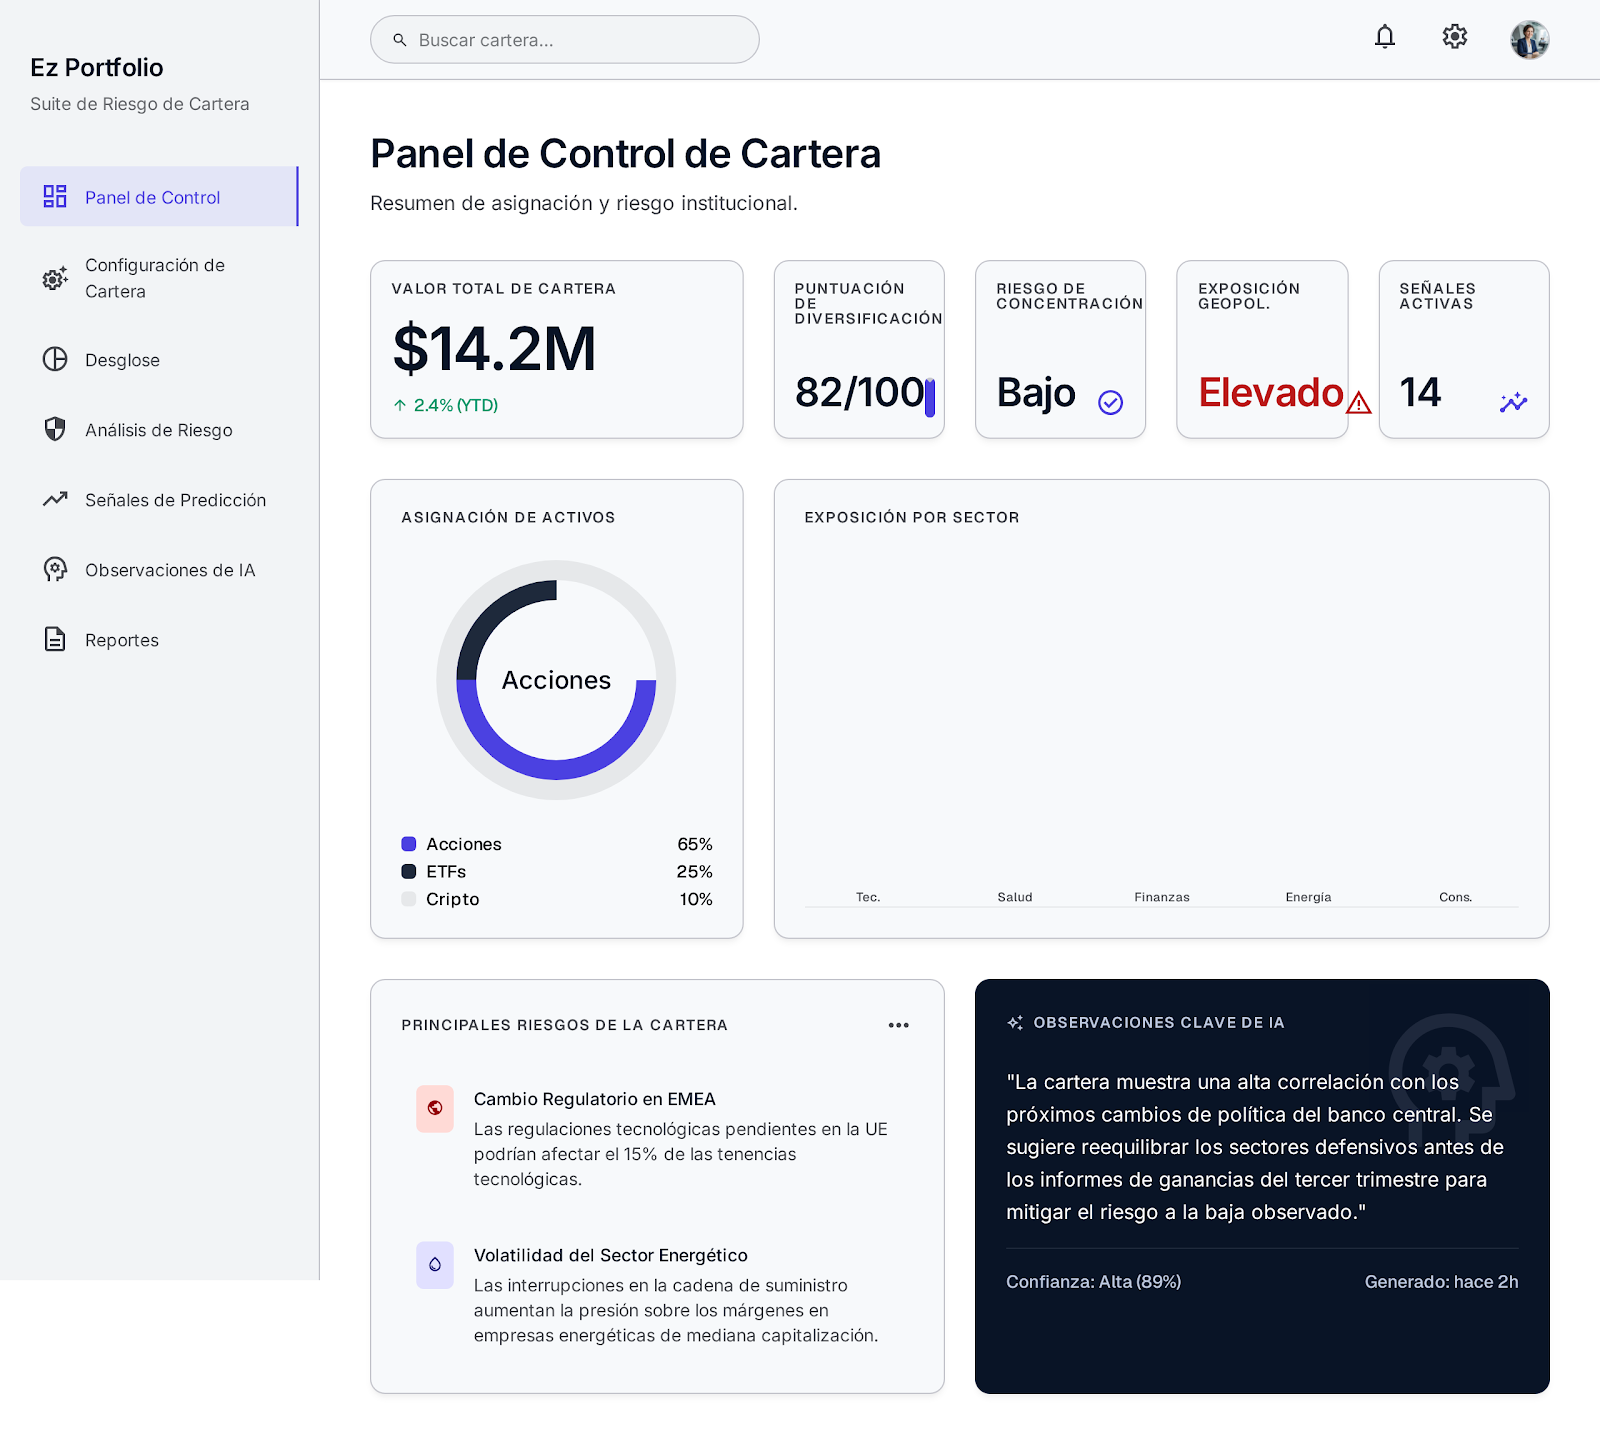 Ez Portfolio
Suite de Riesgo de Cartera
Panel de Control
Configuración de
Cartera
Desglose
Análisis de Riesgo
Señales de Predicción
Observaciones de IA
Reportes
Buscar cartera...
Panel de Control de Cartera
Resumen de asignación y riesgo institucional.
VALOR TOTAL DE CARTERA
$14.2M
↑ 2.4% (YTD)
PUNTUACIÓN
DE
DIVERSIFICACIÓN
82/100
RIESGO DE
CONCENTRACIÓN
Bajo
EXPOSICIÓN
GEOPOL.
Elevado
SEÑALES
ACTIVAS
14
ASIGNACIÓN DE ACTIVOS
Acciones
Acciones 65%
ETFs 25%
Cripto 10%
EXPOSICIÓN POR SECTOR
Tec. Salud Finanzas Energía Cons.
PRINCIPALES RIESGOS DE LA CARTERA
Cambio Regulatorio en EMEA
Las regulaciones tecnológicas pendientes en la UE
podrían afectar el 15% de las tenencias
tecnológicas.
Volatilidad del Sector Energético
Las interrupciones en la cadena de suministro
aumentan la presión sobre los márgenes en
empresas energéticas de mediana capitalización.
OBSERVACIONES CLAVE DE IA
"La cartera muestra una alta correlación con los
próximos cambios de política del banco central. Se
sugiere reequilibrar los sectores defensivos antes de
los informes de ganancias del tercer trimestre para
mitigar el riesgo a la baja observado."
Confianza: Alta (89%) Generado: hace 2h